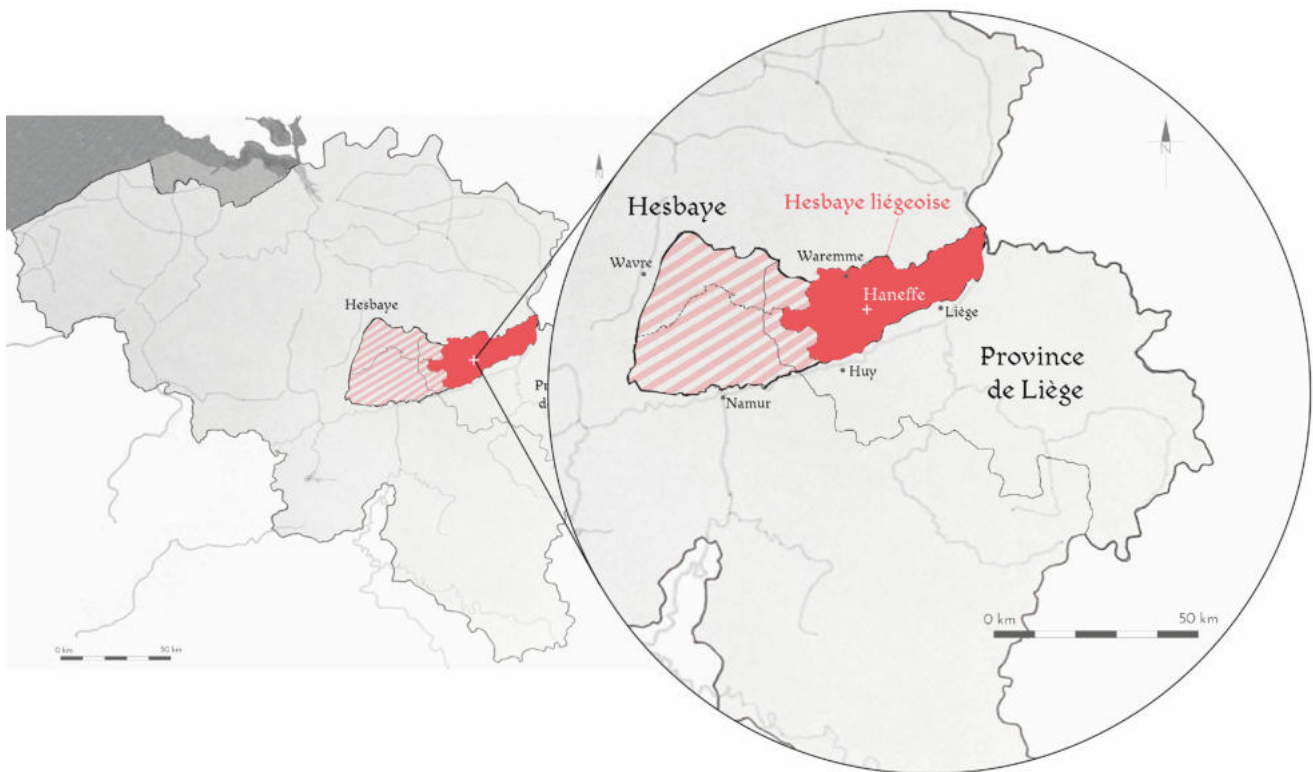 N
Hesbaye
Pr
d
0 km
50 km
N
Hesbaye
Hesbaye liégeoise
Wavre
Waremme
Haneffe
Liège
Huy
Namur
Province
de Liège
0 km
50 km